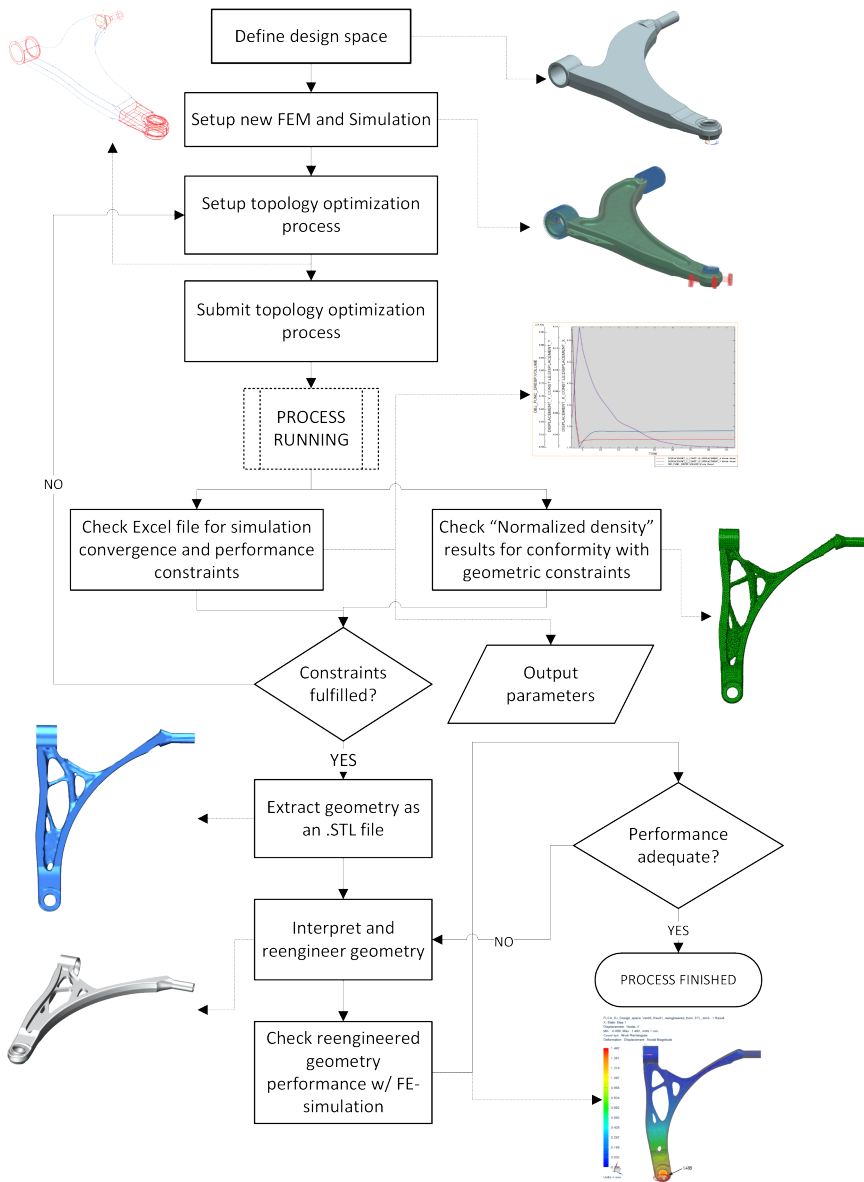 Define design space
Setup new FEM and Simulation
Setup topology optimization
process
Submit topology optimization
process
PROCESS
RUNNING
NO
Check Excel file for simulation
convergence and performance
constraints
Check “Normalized density”
results for conformity with
geometric constraints
Constraints
fulfilled?
Output
parameters
YES
Extract geometry as
an .STL file
Performance
adequate?
Interpret and
reengineer geometry
NO
YES
PROCESS FINISHED
Check reengineered
geometry
performance w/ FE-
simulation